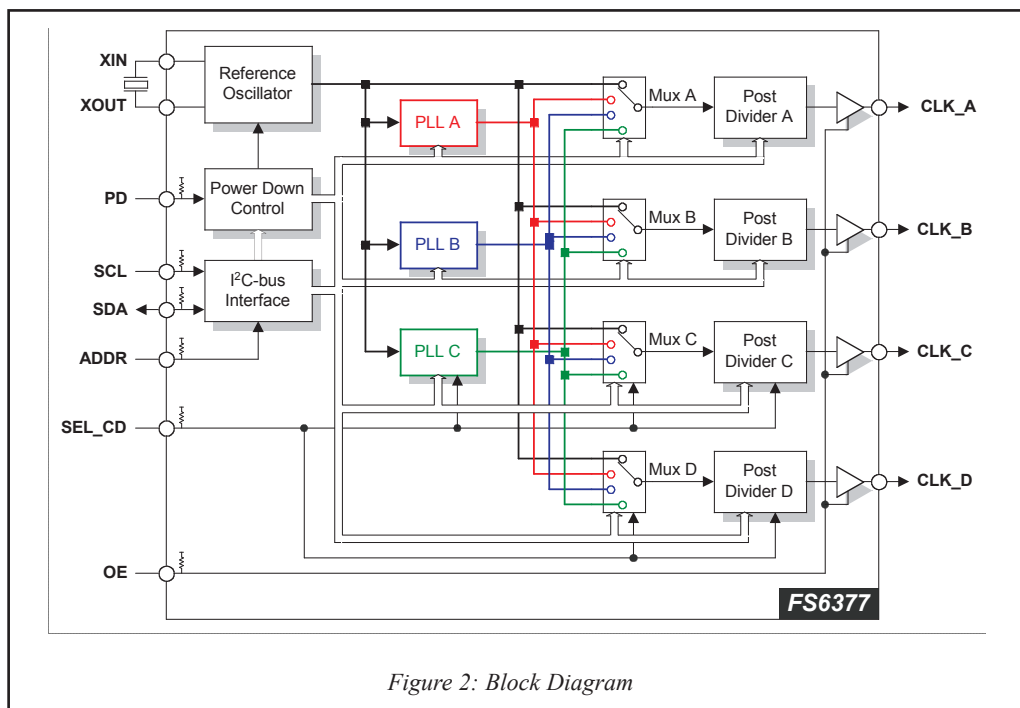 XIN
XOUT
Reference
Oscillator
PD
Power Down
Control
SCL
SDA
I²C-bus
Interface
ADDR
SEL_CD
OE
PLL A
PLL B
PLL C
Mux A
Post
Divider A
CLK_A
Mux B
Post
Divider B
CLK_B
Mux C
Post
Divider C
CLK_C
Mux D
Post
Divider D
CLK_D
FS6377
Figure 2: Block Diagram